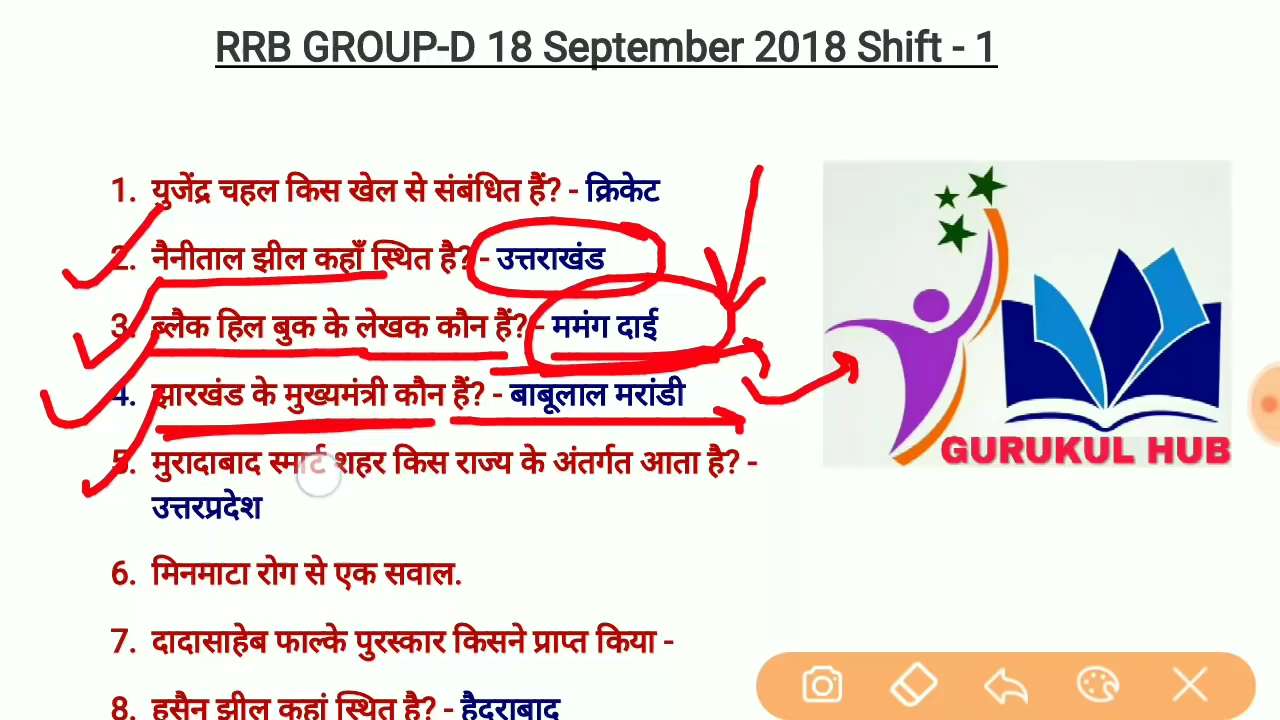 RRB GROUP-D 18 September 2018 Shift - 1
1. युजेंद्र चहल किस खेल से संबंधित हैं? - क्रिकेट
2. नैनीताल झील कहाँ स्थित है? - उत्तराखंड
3. ब्लैक हिल बुक के लेखक कौन हैं? - ममंग दाई
4. झारखंड के मुख्यमंत्री कौन हैं? - बाबूलाल मरांडी
5. मुरादाबाद स्मार्ट शहर किस राज्य के अंतर्गत आता है? -
उत्तरप्रदेश
6. मिनमाटा रोग से एक सवाल.
7. दादासाहेब फाल्के पुरस्कार किसने प्राप्त किया -
8. हुसैन झील कहां स्थित है? - हैदराबाद
GURUKUL HUB